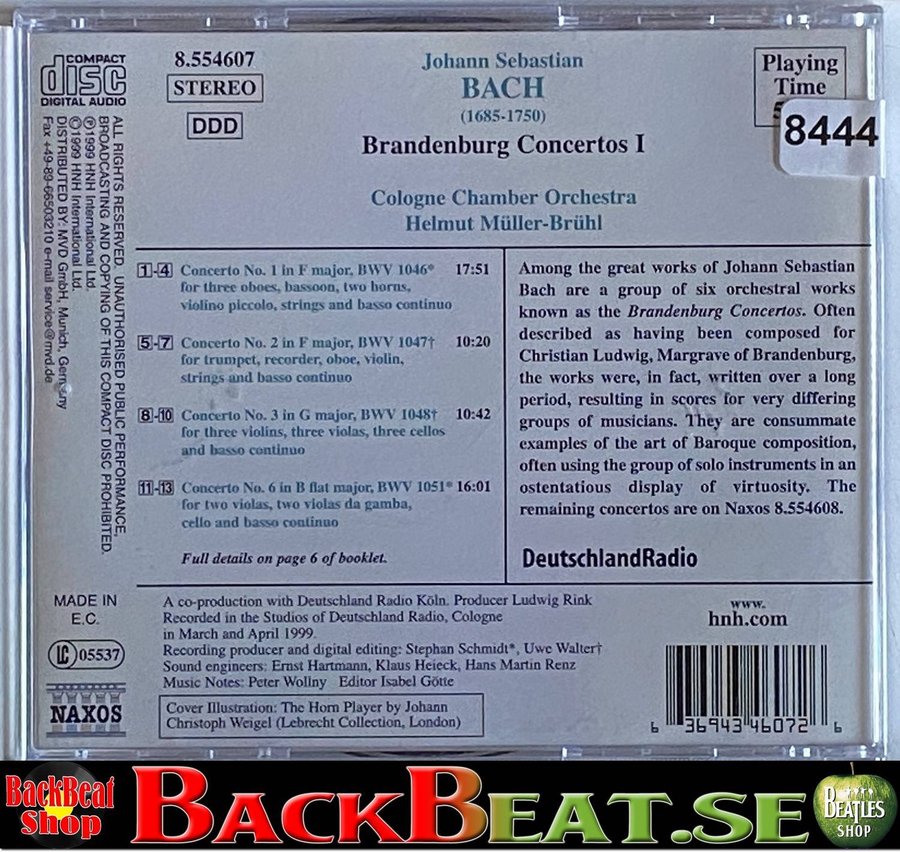 COMPACT
disc
DIGITAL AUDIO
8.554607
STEREO
DDD
Johann Sebastian
BACH
(1685-1750)
Brandenburg Concertos I
Cologne Chamber Orchestra
Helmut Müller-Brühl
Playing
Time
8444
ALL RIGHTS RESERVED. UNAUTHORISED PUBLIC PERFORMANCE,
BROADCASTING AND COPYING OF THIS COMPACT DISC PROHIBITED.
℗1999 HNH International Ltd.
©1999 HNH International Ltd.
DISTRIBUTED BY: MVD GmbH, Munich, Germany
Fax +49-89-66503210 e-mail service@mvd.de
1-4 Concerto No. 1 in F major, BWV 1046* 17:51
for three oboes, bassoon, two horns,
violino piccolo, strings and basso continuo
5-7 Concerto No. 2 in F major, BWV 1047† 10:20
for trumpet, recorder, oboe, violin,
strings and basso continuo
8-10 Concerto No. 3 in G major, BWV 1048† 10:42
for three violins, three violas, three cellos
and basso continuo
11-13 Concerto No. 6 in B flat major, BWV 1051* 16:01
for two violas, two violas da gamba,
cello and basso continuo
Full details on page 6 of booklet.
Among the great works of Johann Sebastian
Bach are a group of six orchestral works
known as the Brandenburg Concertos. Often
described as having been composed for
Christian Ludwig, Margrave of Brandenburg,
the works were, in fact, written over a long
period, resulting in scores for very differing
groups of musicians. They are consummate
examples of the art of Baroque composition,
often using the group of solo instruments in an
ostentatious display of virtuosity. The
remaining concertos are on Naxos 8.554608.
DeutschlandRadio
MADE IN
E.C.
LC 05537
NAXOS
A co-production with Deutschland Radio Köln. Producer Ludwig Rink
Recorded in the Studios of Deutschland Radio, Cologne
in March and April 1999.
Recording producer and digital editing: Stephan Schmidt*, Uwe Walter†
Sound engineers: Ernst Hartmann, Klaus Heieck, Hans Martin Renz
Music Notes: Peter Wollny Editor Isabel Götte
Cover Illustration: The Horn Player by Johann
Christoph Weigel (Lebrecht Collection, London)
www.
hnh.com
6 36943 46072 6
BackBeat
Shop
BACKBEAT.SE
BEATLES
SHOP